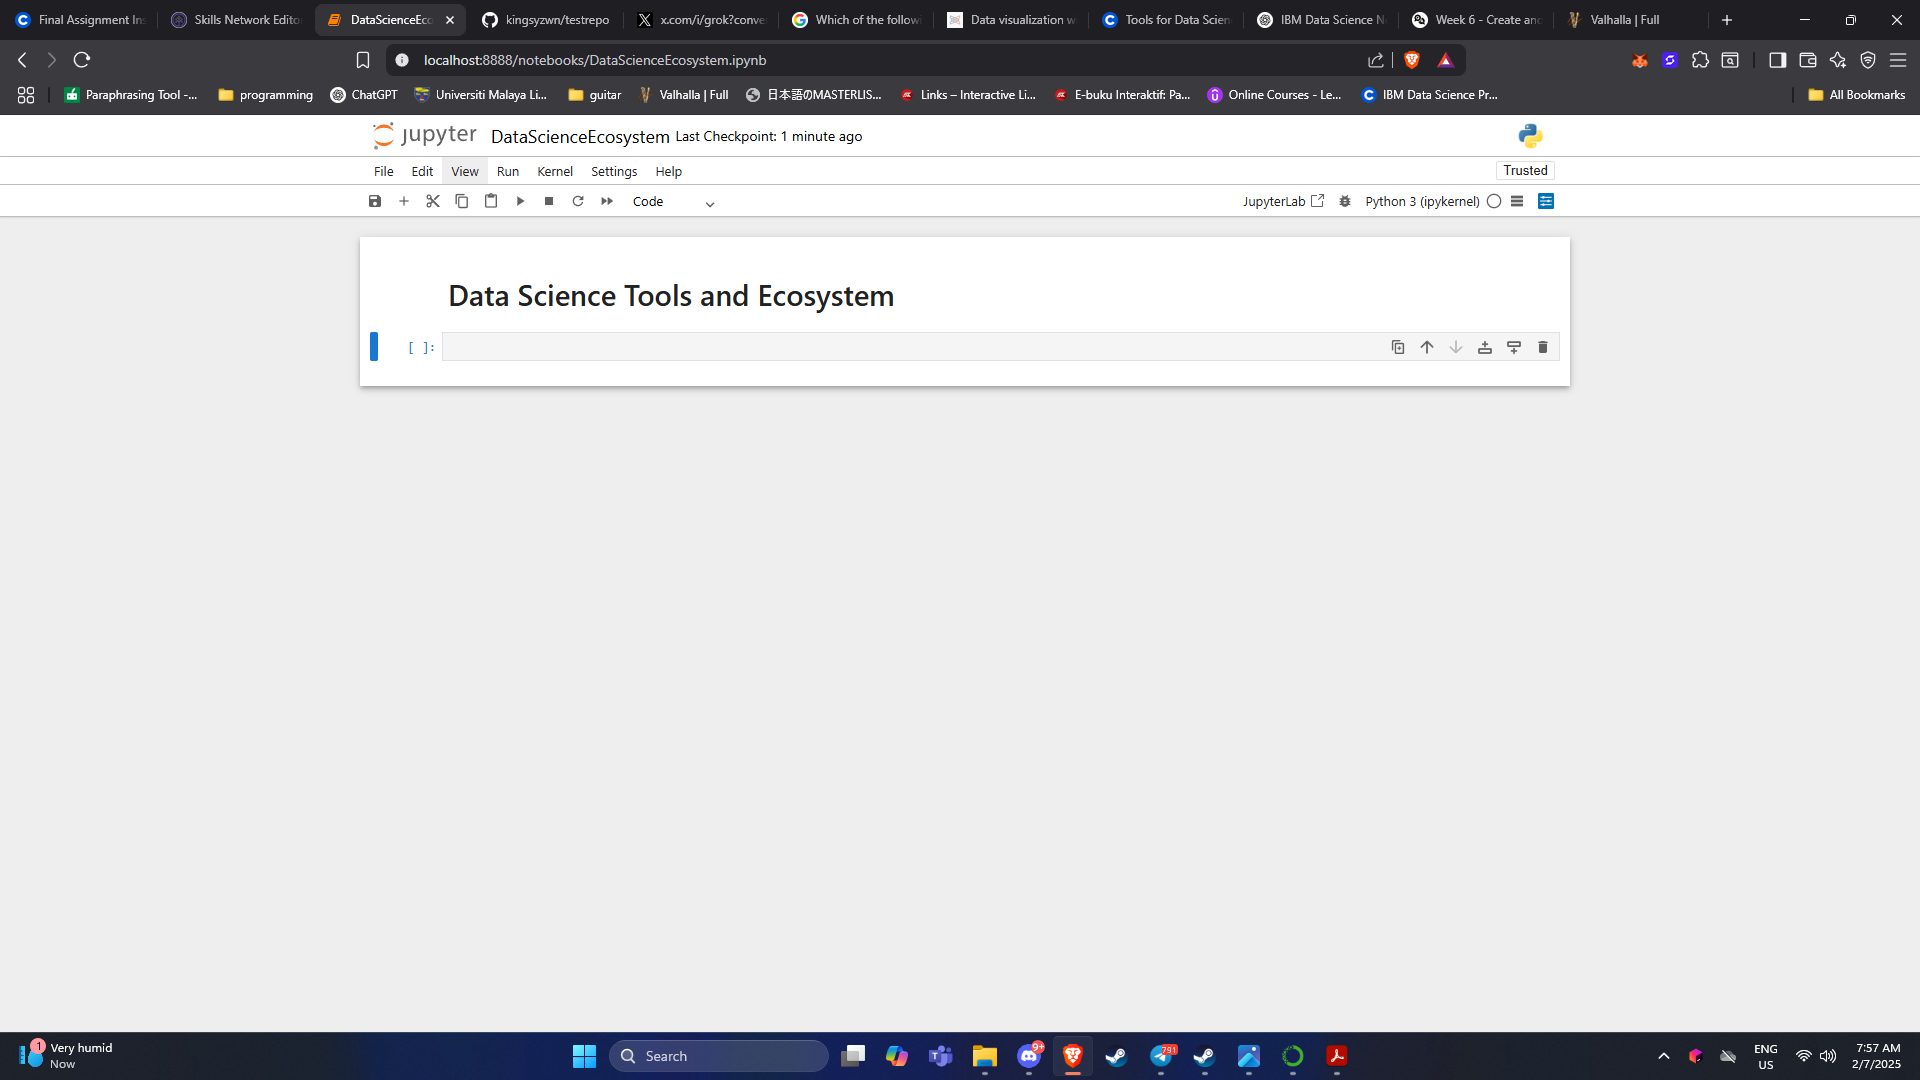 Final Assignment Ins
Skills Network Edito
DataScienceEco
kingsyzwn/testrepo
x.com/i/grok?conve
Which of the followi
Data visualization w
Tools for Data Scien
IBM Data Science N
Week 6 - Create and
Valhalla | Full
localhost:8888/notebooks/DataScienceEcosystem.ipynb
Paraphrasing Tool -...
programming
ChatGPT
Universiti Malaya Li...
guitar
Valhalla | Full
日本語のMASTERLIS...
Links – Interactive Li...
E-buku Interaktif: Pa...
Online Courses - Le...
IBM Data Science Pr...
All Bookmarks
jupyter DataScienceEcosystem Last Checkpoint: 1 minute ago
File Edit View Run Kernel Settings Help
Trusted
Code
JupyterLab
Python 3 (ipykernel)
Data Science Tools and Ecosystem
[ ]:
1
Very humid
Now
Search
9+
791
ENG
US
7:57 AM
2/7/2025